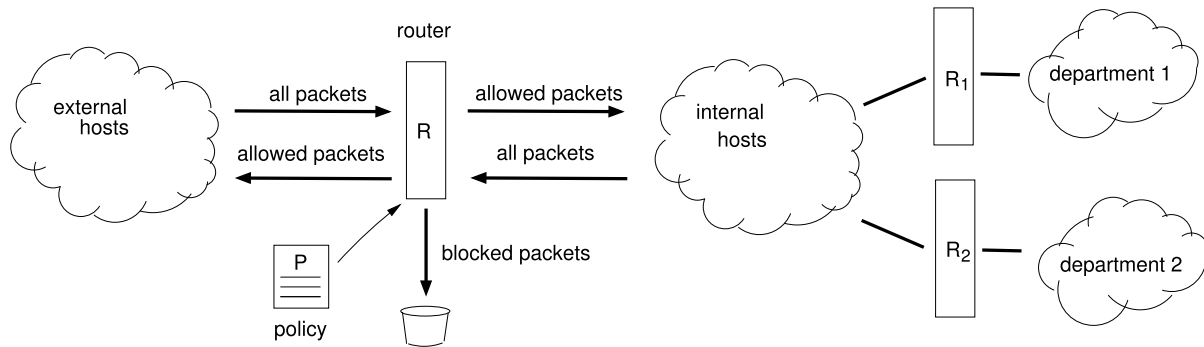 router
external
hosts
all packets
allowed packets
R
allowed packets
all packets
blocked packets
P
policy
internal
hosts
R1
department 1
R2
department 2